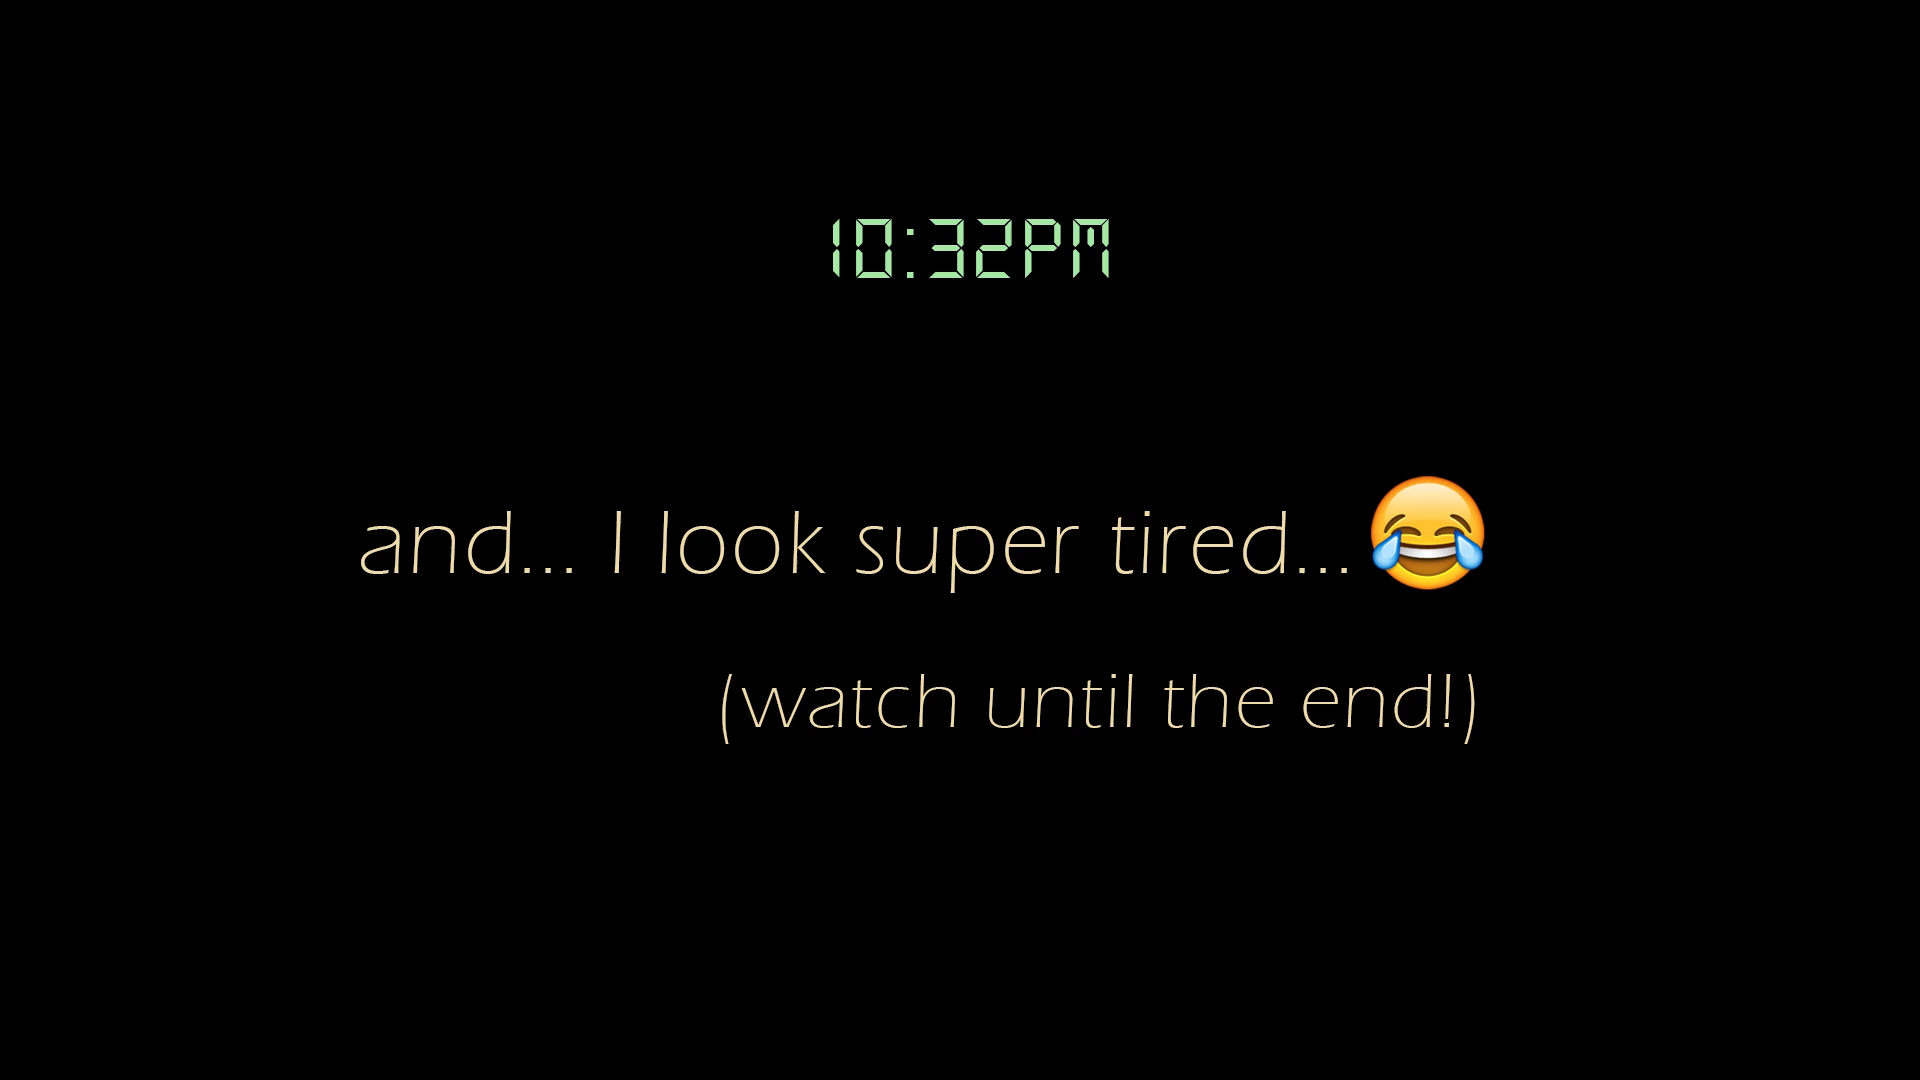 10:32PM
and... I look super tired...😂
(watch until the end!)